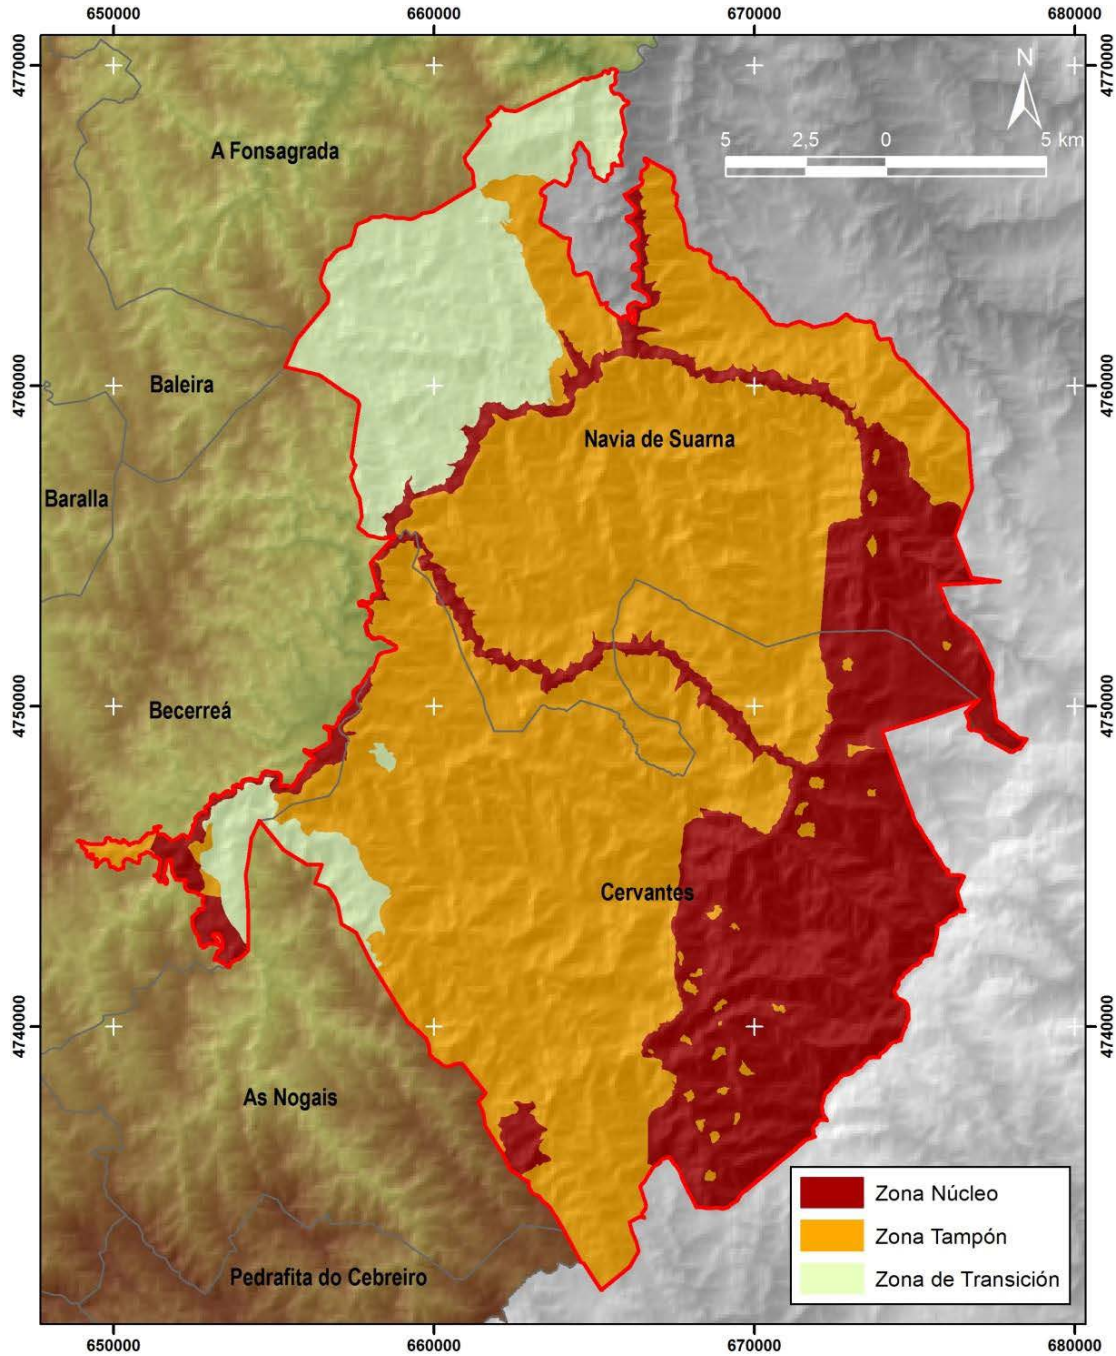 650000 660000 670000 680000
4770000 4770000
N
5 2,5 0 5 km
A Fonsagrada
4760000 4760000
Baleira
Navia de Suarna
Baralla
4750000 4750000
Becerreá
Cervantes
4740000 4740000
As Nogais
Zona Núcleo
Zona Tampón
Zona de Transición
Pedrafita do Cebreiro
650000 660000 670000 680000